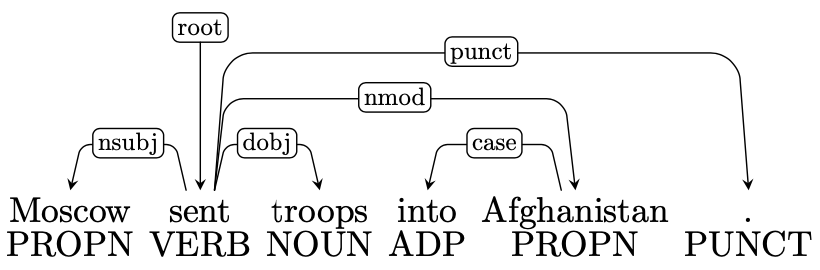 root
punct
nmod
nsubj dobj case
Moscow sent troops into Afghanistan .
PROPN VERB NOUN ADP PROPN PUNCT